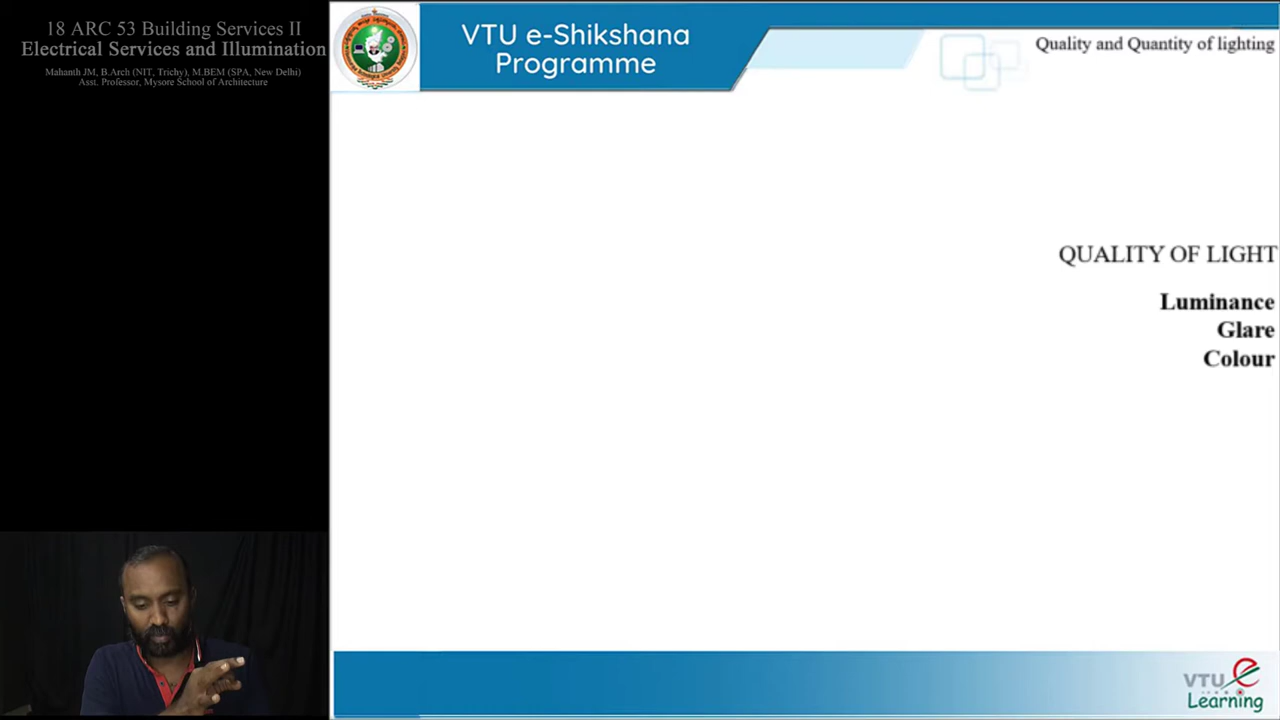 18 ARC 53 Building Services II
Electrical Services and Illumination
Mahanth JM, B.Arch (NIT, Trichy), M.BEM (SPA, New Delhi)
Asst. Professor, Mysore School of Architecture
VTU e-Shikshana
Programme
Quality and Quantity of lighting
QUALITY OF LIGHT
Luminance
Glare
Colour
VTU e
Learning